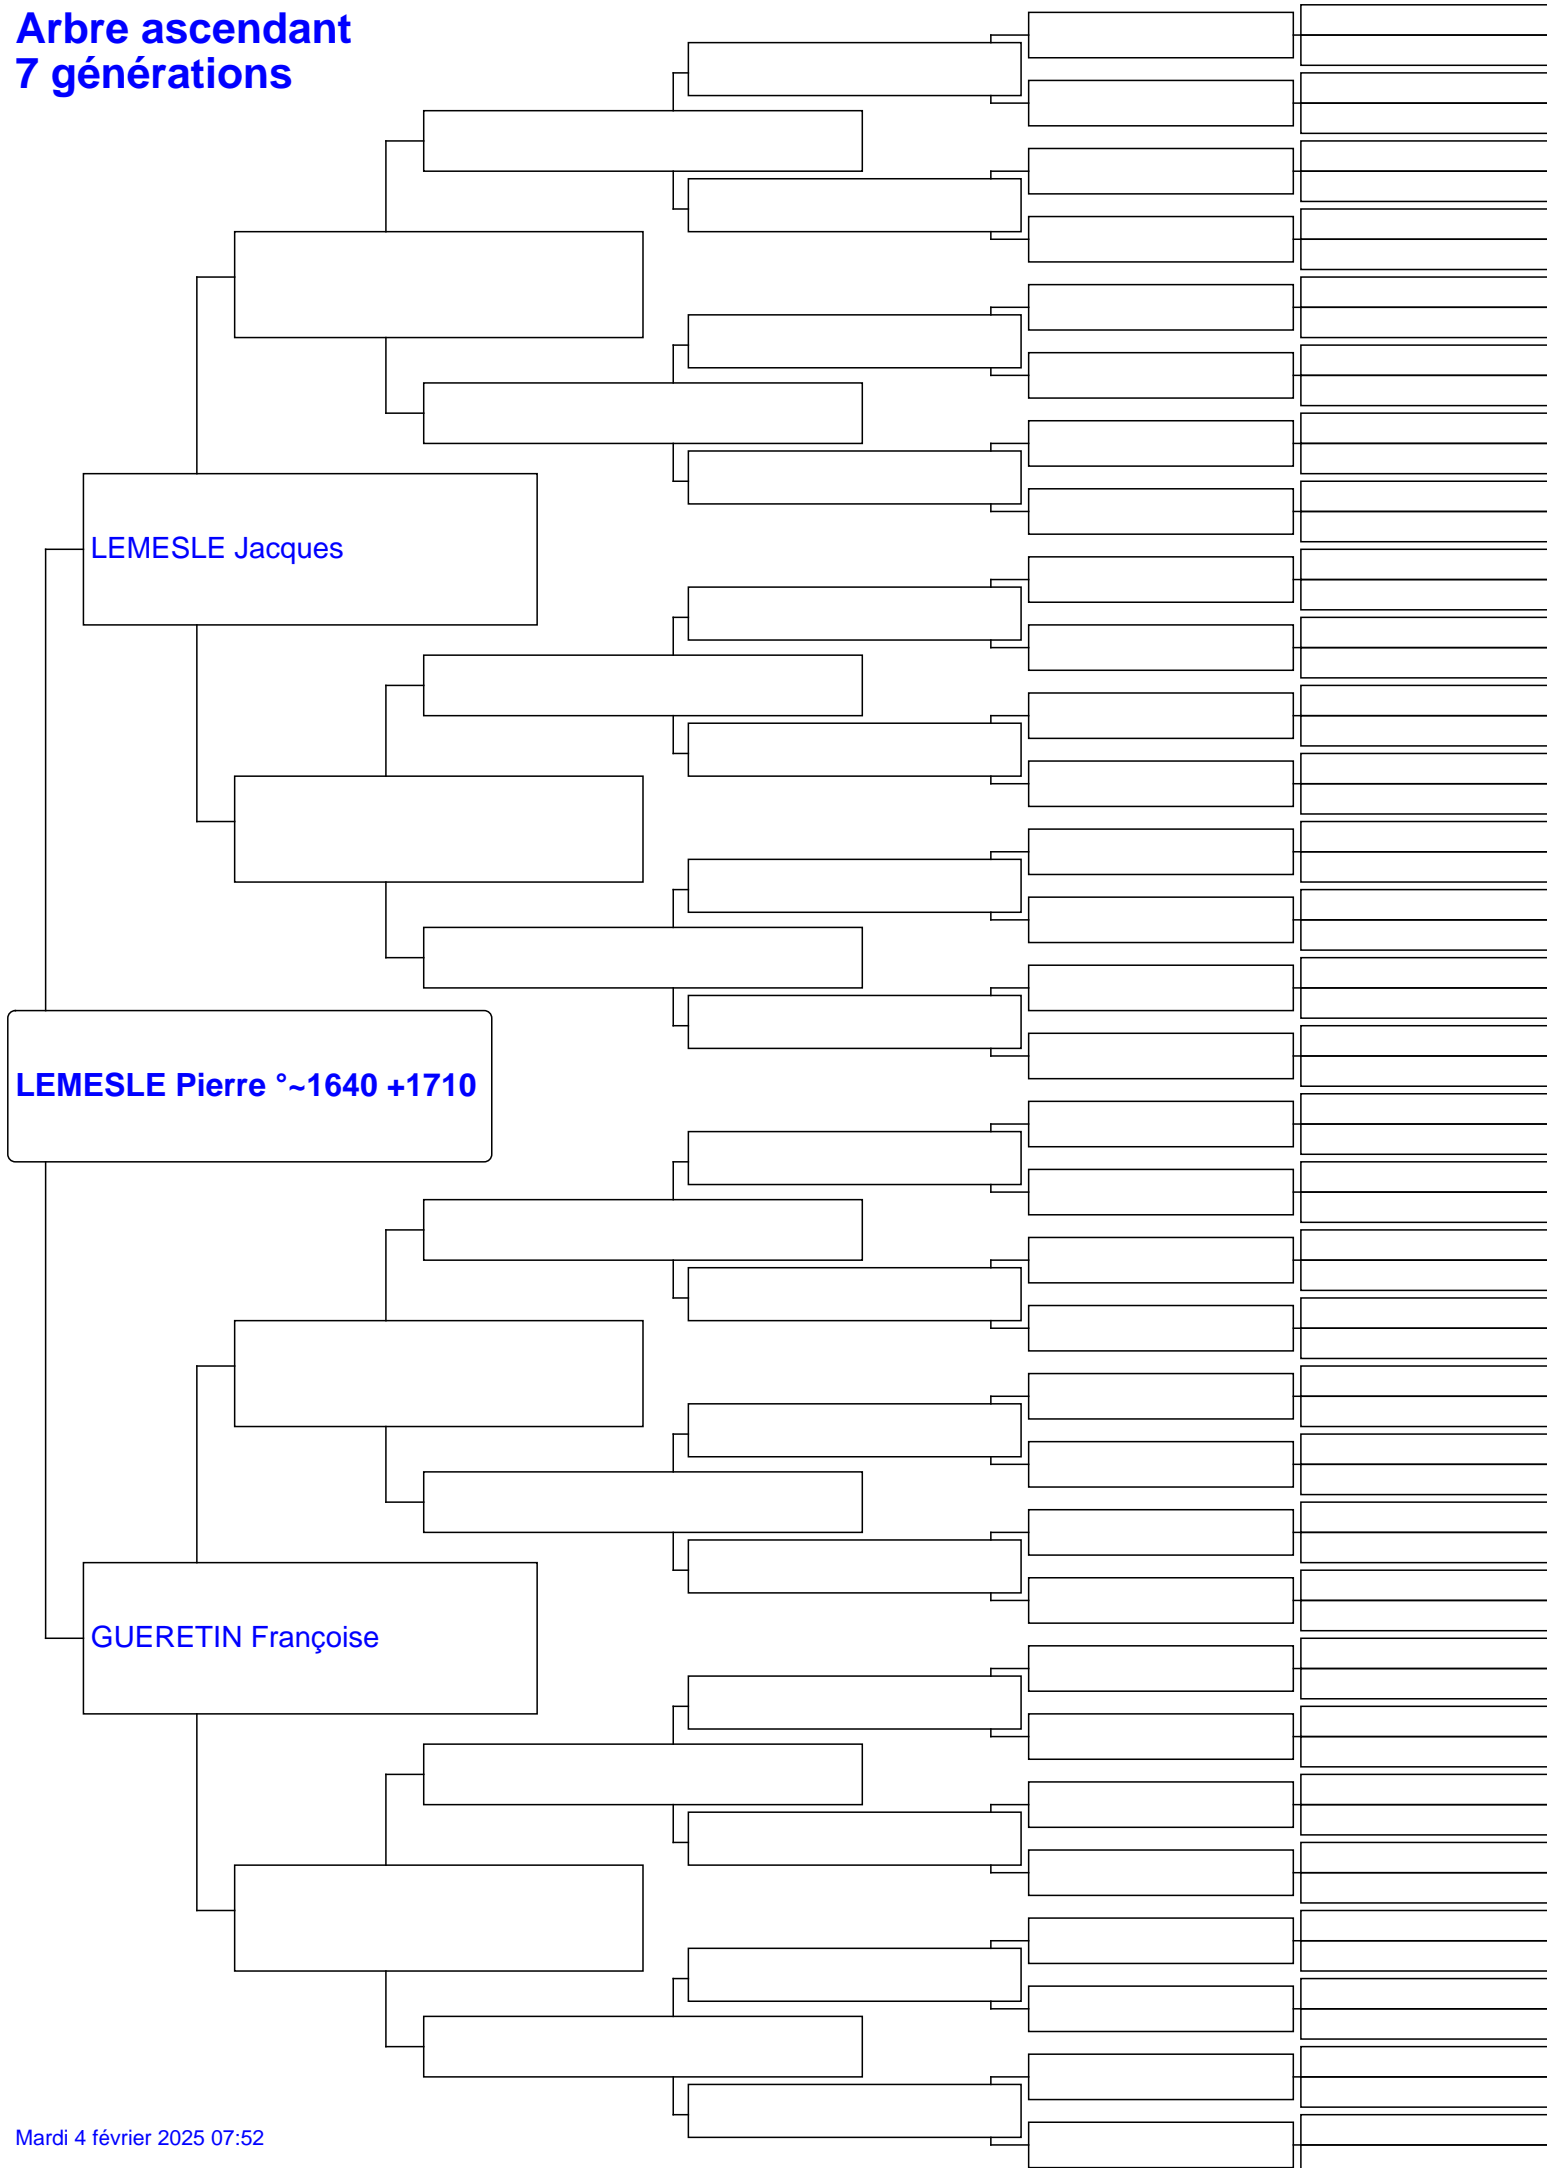 Arbre ascendant
7 générations
LEMESLE Jacques
LEMESLE Pierre °~1640 +1710
GUERETIN Françoise
Mardi 4 février 2025 07:52